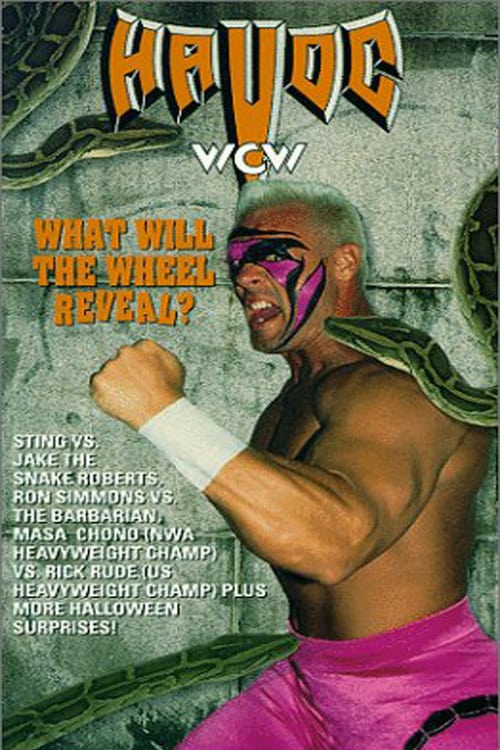 HAVOC
WCW
WHAT WILL
THE WHEEL
REVEAL?
STING VS.
JAKE THE
SNAKE ROBERTS,
RON SIMMONS VS.
THE BARBARIAN,
MASA CHONO (NWA
HEAVYWEIGHT CHAMP)
VS. RICK RUDE (US
HEAVYWEIGHT CHAMP) PLUS
MORE HALLOWEEN
SURPRISES!